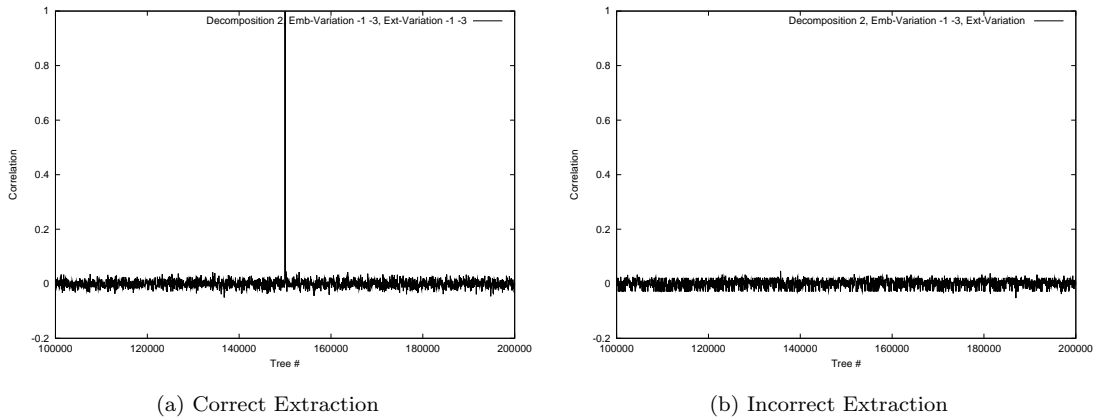 Decomposition 2, Emb-Variation -1 -3, Ext-Variation -1 -3
1
0.8
0.6
0.4
0.2
0
-0.2
Correlation
100000 120000 140000 160000 180000 200000
Tree #
(a) Correct Extraction
Decomposition 2, Emb-Variation -1 -3, Ext-Variation
1
0.8
0.6
0.4
0.2
0
-0.2
Correlation
100000 120000 140000 160000 180000 200000
Tree #
(b) Incorrect Extraction